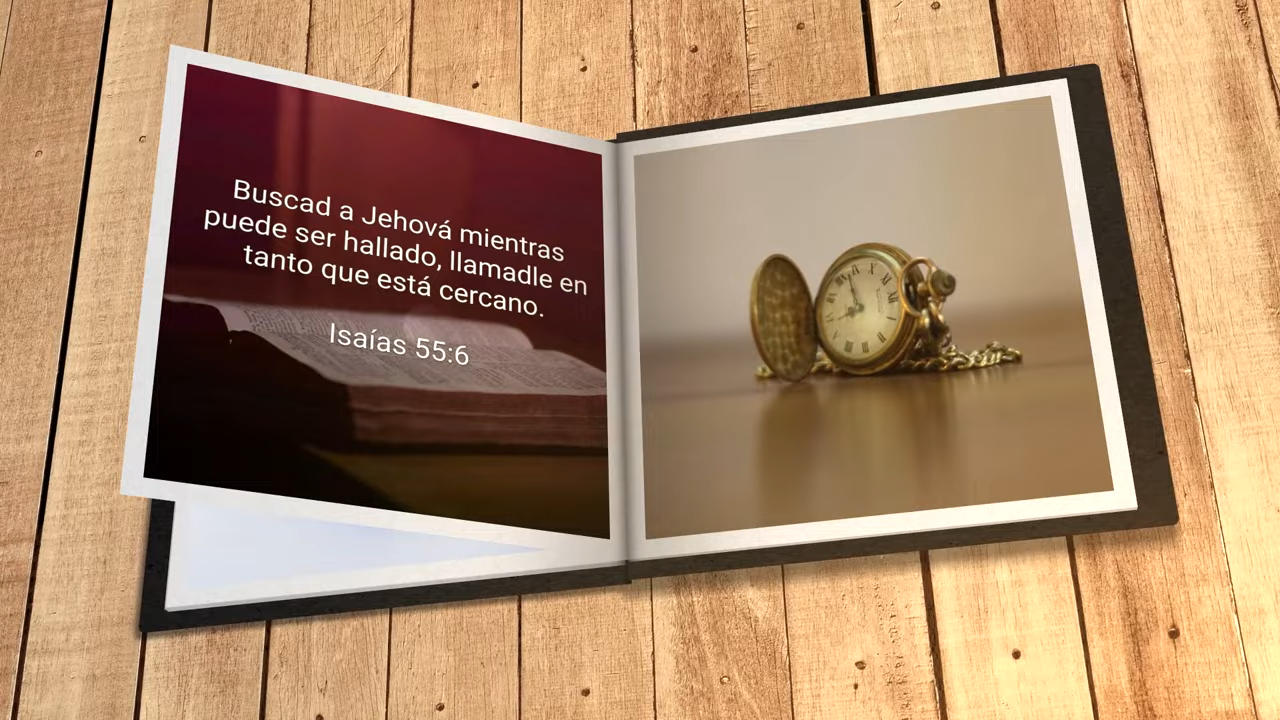 Buscad a Jehová mientras
puede ser hallado, llamadle en
tanto que está cercano.
Isaías 55:6